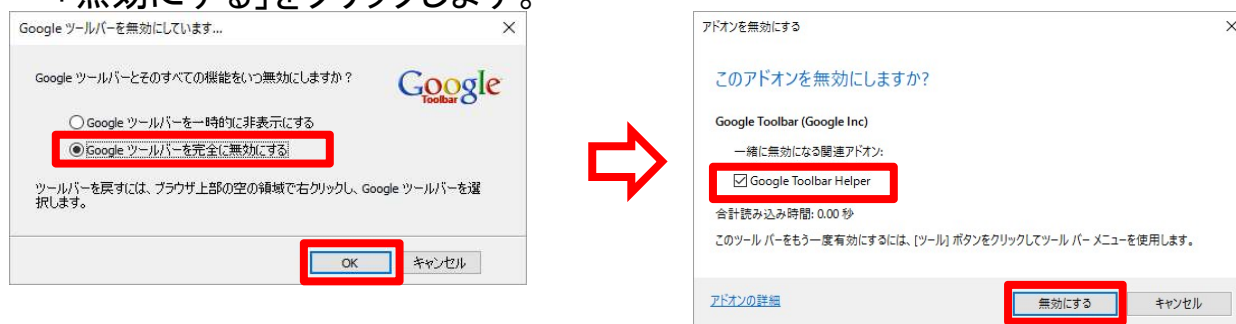 「無効にする」をクリックします。
Google ツールバーを無効にしています...
Google ツールバーとそのすべての機能をいつ無効にしますか?
Google
Toolbar
Google ツールバーを一時的に非表示にする
Google ツールバーを完全に無効にする
ツールバーを戻すには、ブラウザ上部の空の領域で右クリックし、Google ツールバーを選
択します。
OK
キャンセル
アドオンを無効にする
このアドオンを無効にしますか?
Google Toolbar (Google Inc)
一緒に無効になる関連アドオン:
Google Toolbar Helper
合計読み込み時間: 0.00 秒
このツール バーをもう一度有効にするには、[ツール] ボタンをクリックしてツール バー メニューを使用します。
アドオンの詳細
無効にする
キャンセル